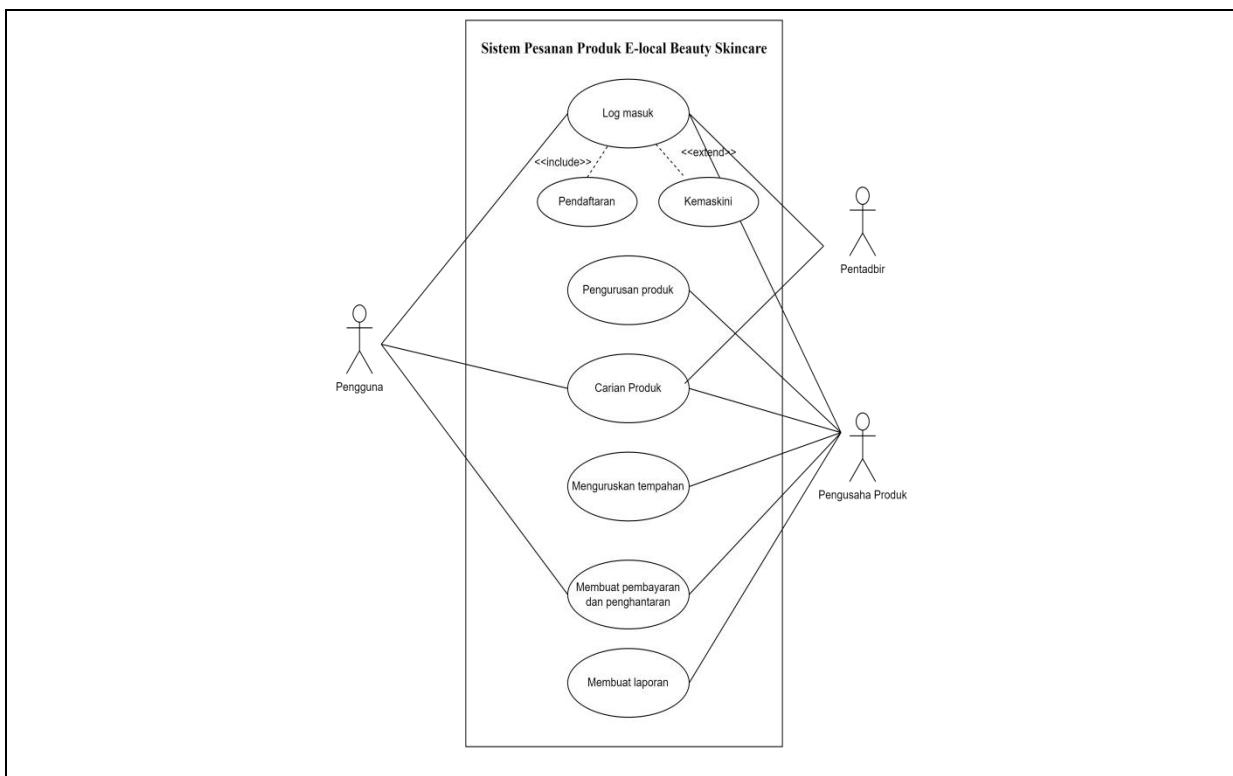 Sistem Pesanan Produk E-local Beauty Skincare
Log masuk
<<include>>
<<extend>>
Pendaftaran
Kemaskini
Pentadbir
Pengurusan produk
Pengguna
Carian Produk
Pengusaha Produk
Menguruskan tempahan
Membuat pembayaran
dan penghantaran
Membuat laporan